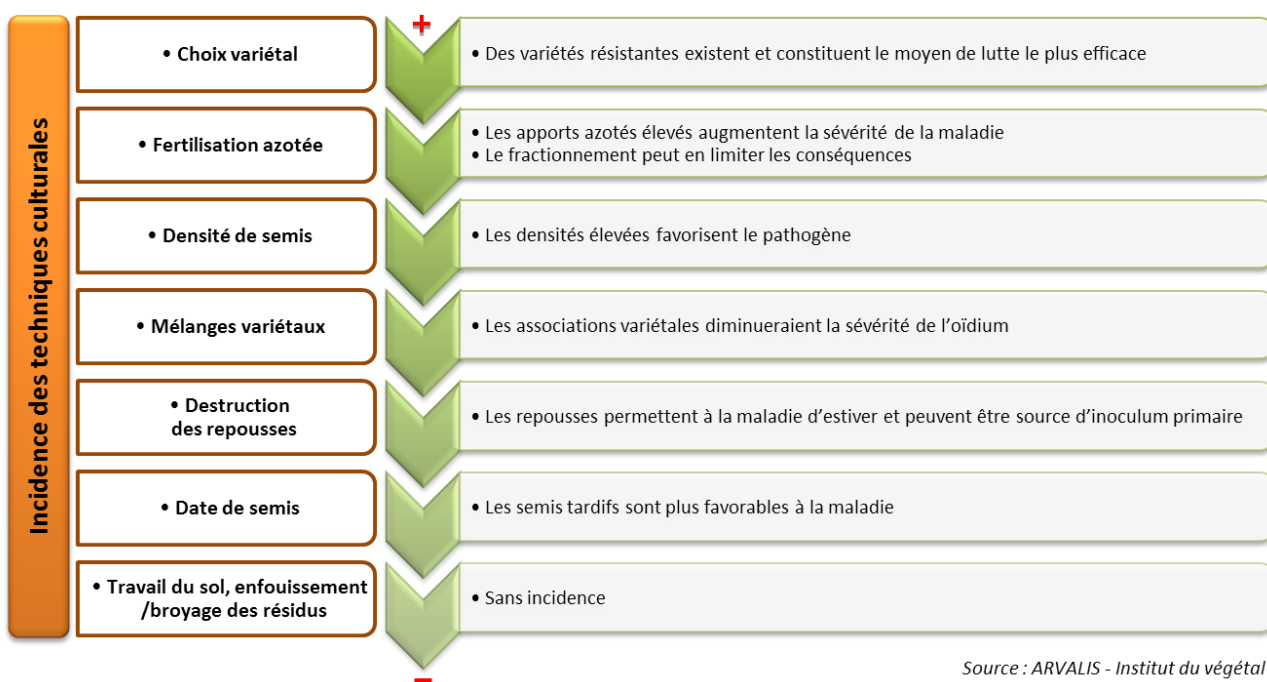 Incidence des techniques culturales
+
• Choix variétal
• Des variétés résistantes existent et constituent le moyen de lutte le plus efficace
• Fertilisation azotée
• Les apports azotés élevés augmentent la sévérité de la maladie
• Le fractionnement peut en limiter les conséquences
• Densité de semis
• Les densités élevées favorisent le pathogène
• Mélanges variétaux
• Les associations variétales diminueraient la sévérité de l’oïdium
• Destruction
des repousses
• Les repousses permettent à la maladie d’estiver et peuvent être source d’inoculum primaire
• Date de semis
• Les semis tardifs sont plus favorables à la maladie
• Travail du sol, enfouissement
/broyage des résidus
• Sans incidence
-
Source : ARVALIS - Institut du végétal